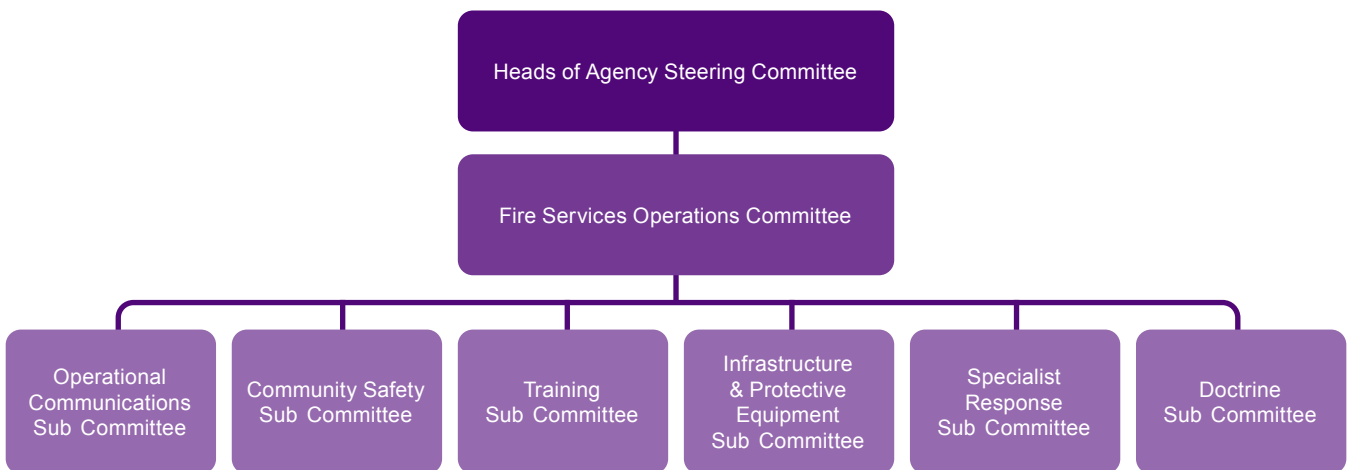 Heads of Agency Steering Committee
Fire Services Operations Committee
Operational
Communications
Sub Committee
Community Safety
Sub Committee
Training
Sub Committee
Infrastructure
& Protective
Equipment
Sub Committee
Specialist
Response
Sub Committee
Doctrine
Sub Committee